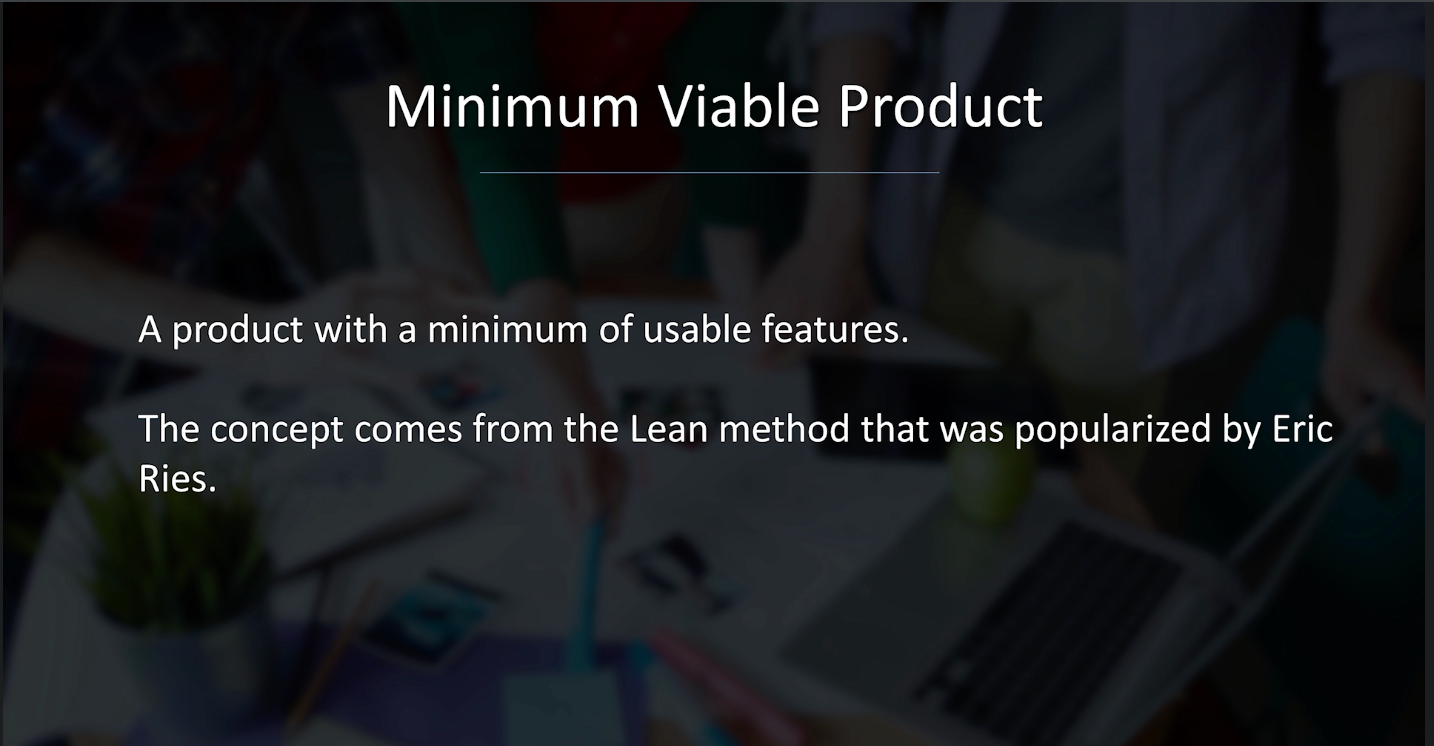 Minimum Viable Product
A product with a minimum of usable features.
The concept comes from the Lean method that was popularized by Eric
Ries.